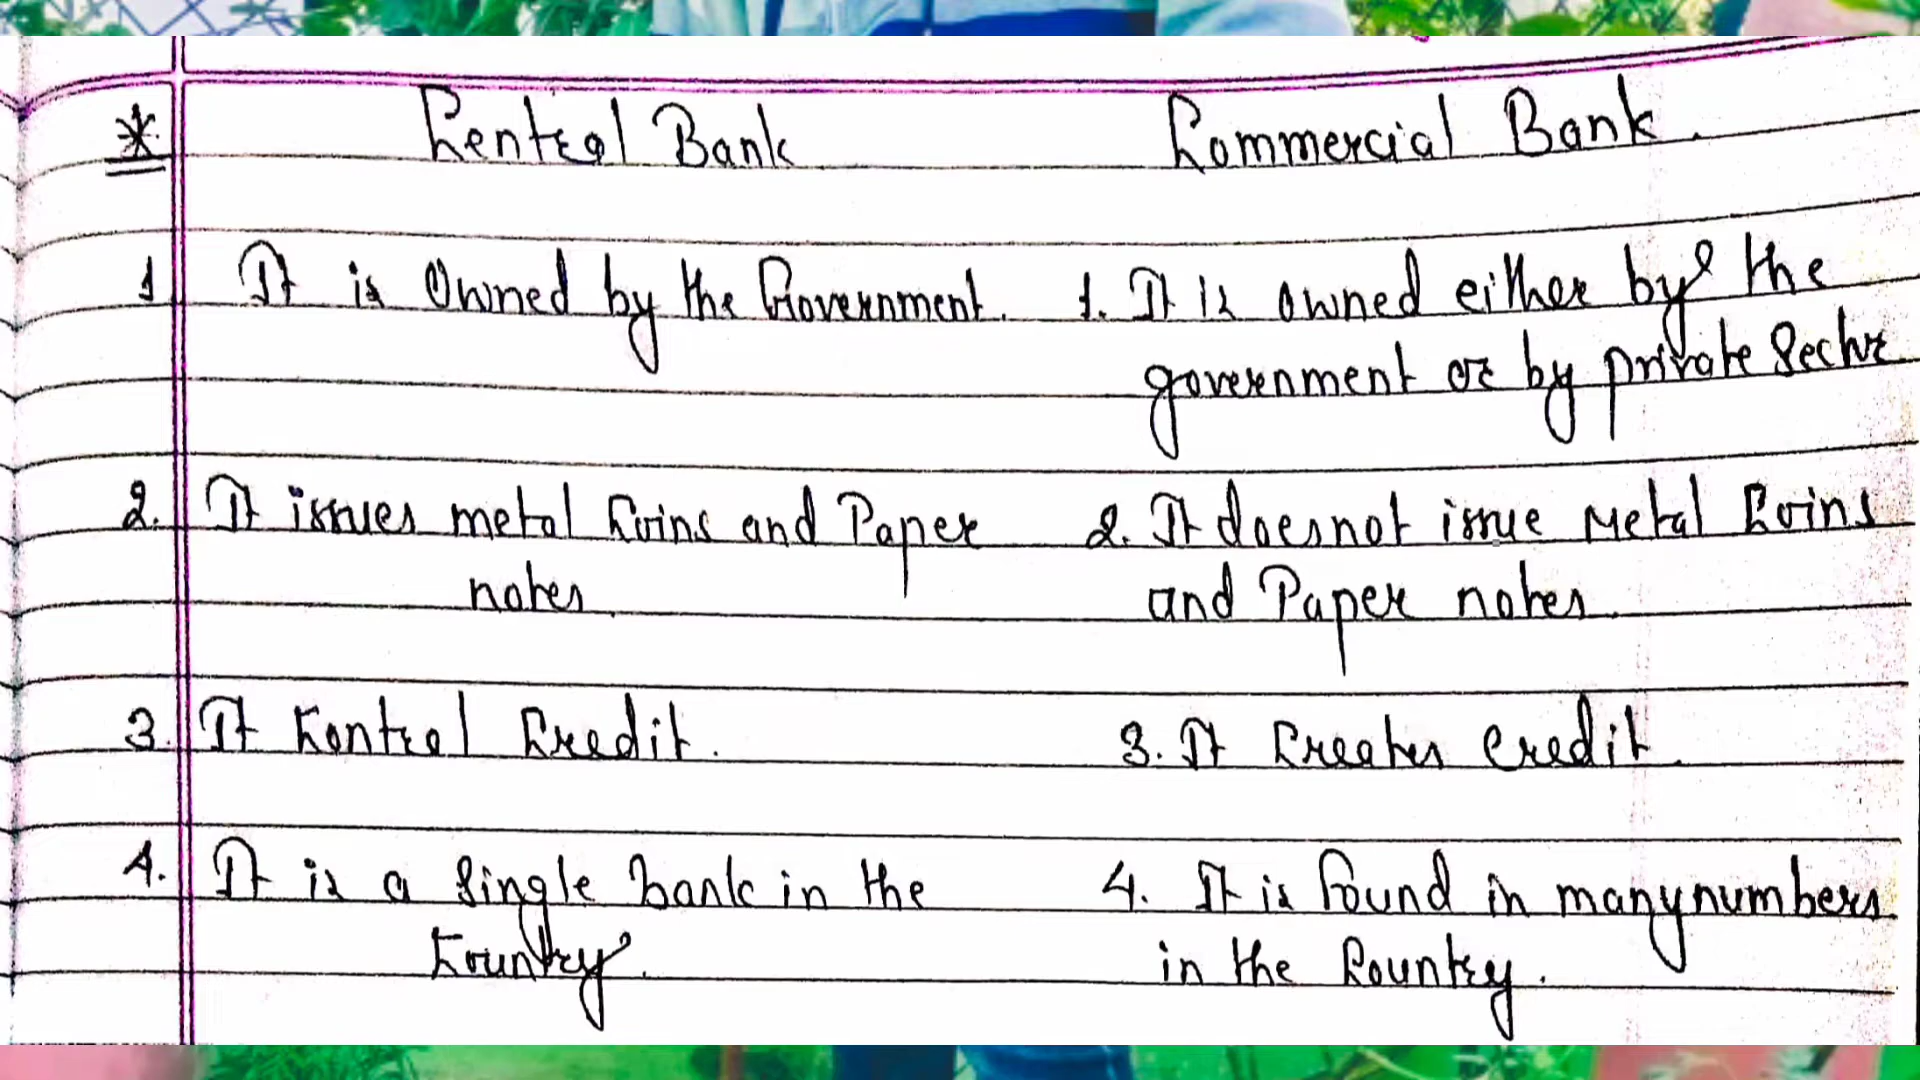 * Central Bank Commercial Bank.
1 It is Owned by the Government. 1. It is owned either by the
government or by private Sector
2. It issues metal Coins and Paper 2. It does not issue Metal Coins
notes and Paper notes.
3. It Control Credit. 3. It Creates credit.
4. It is a Single bank in the 4. It is found in many numbers
Country. in the Country.